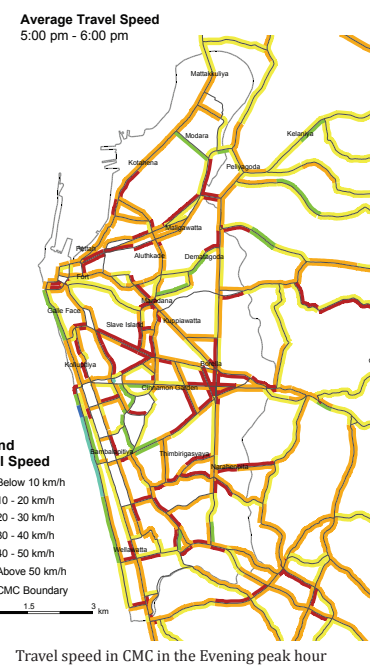 Average Travel Speed
5:00 pm - 6:00 pm
Mattakkuliya
Modara
Kelaniya
Kotahena
Peliyagoda
Maligawatta
Pettah
Aluthkade
Dematagoda
Fort
Maradana
Galle Face
Slave Island
Kuppiawatta
Kollupitiya
Borella
Cinnamon Garden
Bambalapitiya
Thimbirigasyaya
Narahenpita
Wellawatta
nd
l Speed
Below 10 km/h
10 - 20 km/h
20 - 30 km/h
30 - 40 km/h
40 - 50 km/h
Above 50 km/h
CMC Boundary
1.5 3 km
Travel speed in CMC in the Evening peak hour